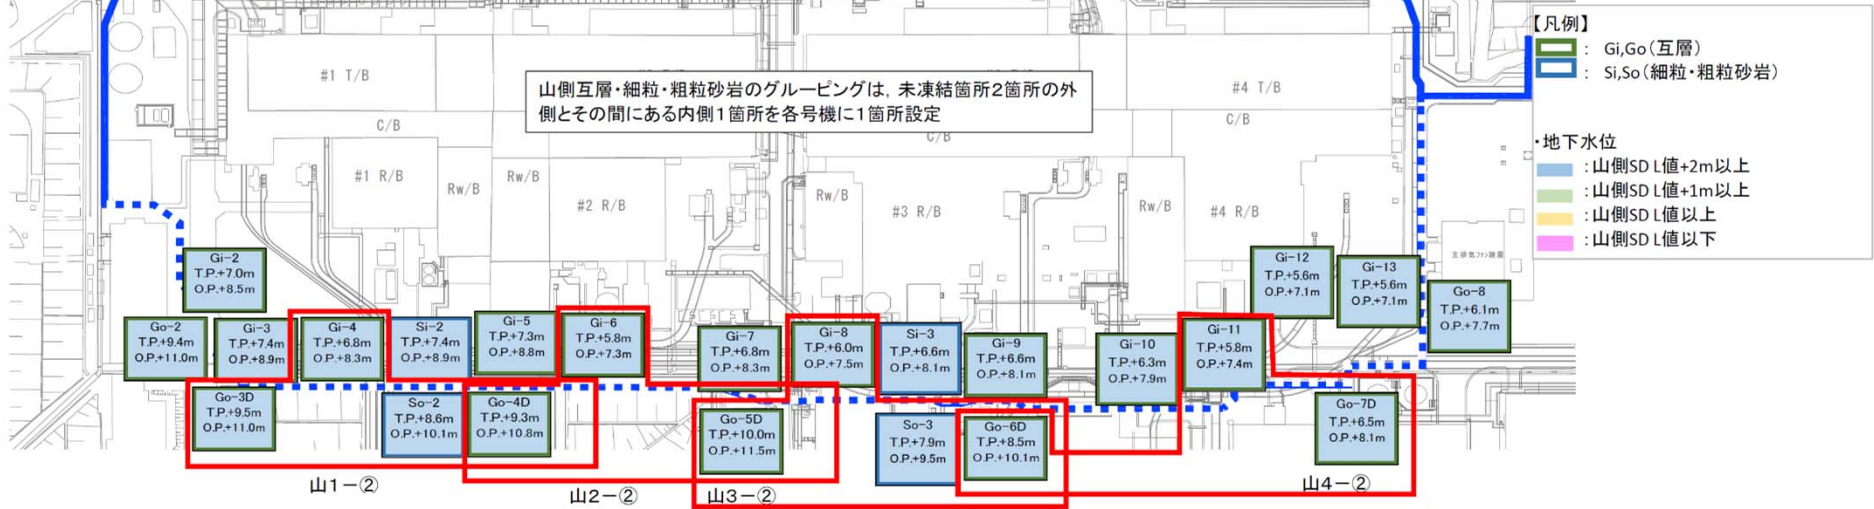 【凡例】
： Gi,Go（互層）
： Si,So（細粒・粗粒砂岩）
・地下水位
：山側SD L値+2m以上
：山側SD L値+1m以上
：山側SD L値以上
：山側SD L値以下
山側互層・細粒・粗粒砂岩のグルーピングは，未凍結箇所2箇所の外
側とその間にある内側1箇所を各号機に1箇所設定
#1 T/B
#4 T/B
C/B
C/B
C/B
#1 R/B
Rw/B
Rw/B
#2 R/B
Rw/B
#3 R/B
Rw/B
#4 R/B
主排気ファン建屋
Gi-2
T.P.+7.0m
O.P.+8.5m
Gi-12
T.P.+5.6m
O.P.+7.1m
Gi-13
T.P.+5.6m
O.P.+7.1m
Go-8
T.P.+6.1m
O.P.+7.7m
Go-2
T.P.+9.4m
O.P.+11.0m
Gi-3
T.P.+7.4m
O.P.+8.9m
Gi-4
T.P.+6.8m
O.P.+8.3m
Si-2
T.P.+7.4m
O.P.+8.9m
Gi-5
T.P.+7.3m
O.P.+8.8m
Gi-6
T.P.+5.8m
O.P.+7.3m
Gi-7
T.P.+6.8m
O.P.+8.3m
Gi-8
T.P.+6.0m
O.P.+7.5m
Si-3
T.P.+6.6m
O.P.+8.1m
Gi-9
T.P.+6.6m
O.P.+8.1m
Gi-10
T.P.+6.3m
O.P.+7.9m
Gi-11
T.P.+5.8m
O.P.+7.4m
Go-3D
T.P.+9.5m
O.P.+11.0m
So-2
T.P.+8.6m
O.P.+10.1m
Go-4D
T.P.+9.3m
O.P.+10.8m
Go-5D
T.P.+10.0m
O.P.+11.5m
So-3
T.P.+7.9m
O.P.+9.5m
Go-6D
T.P.+8.5m
O.P.+10.1m
Go-7D
T.P.+6.5m
O.P.+8.1m
山1－②
山2－②
山3－②
山4－②